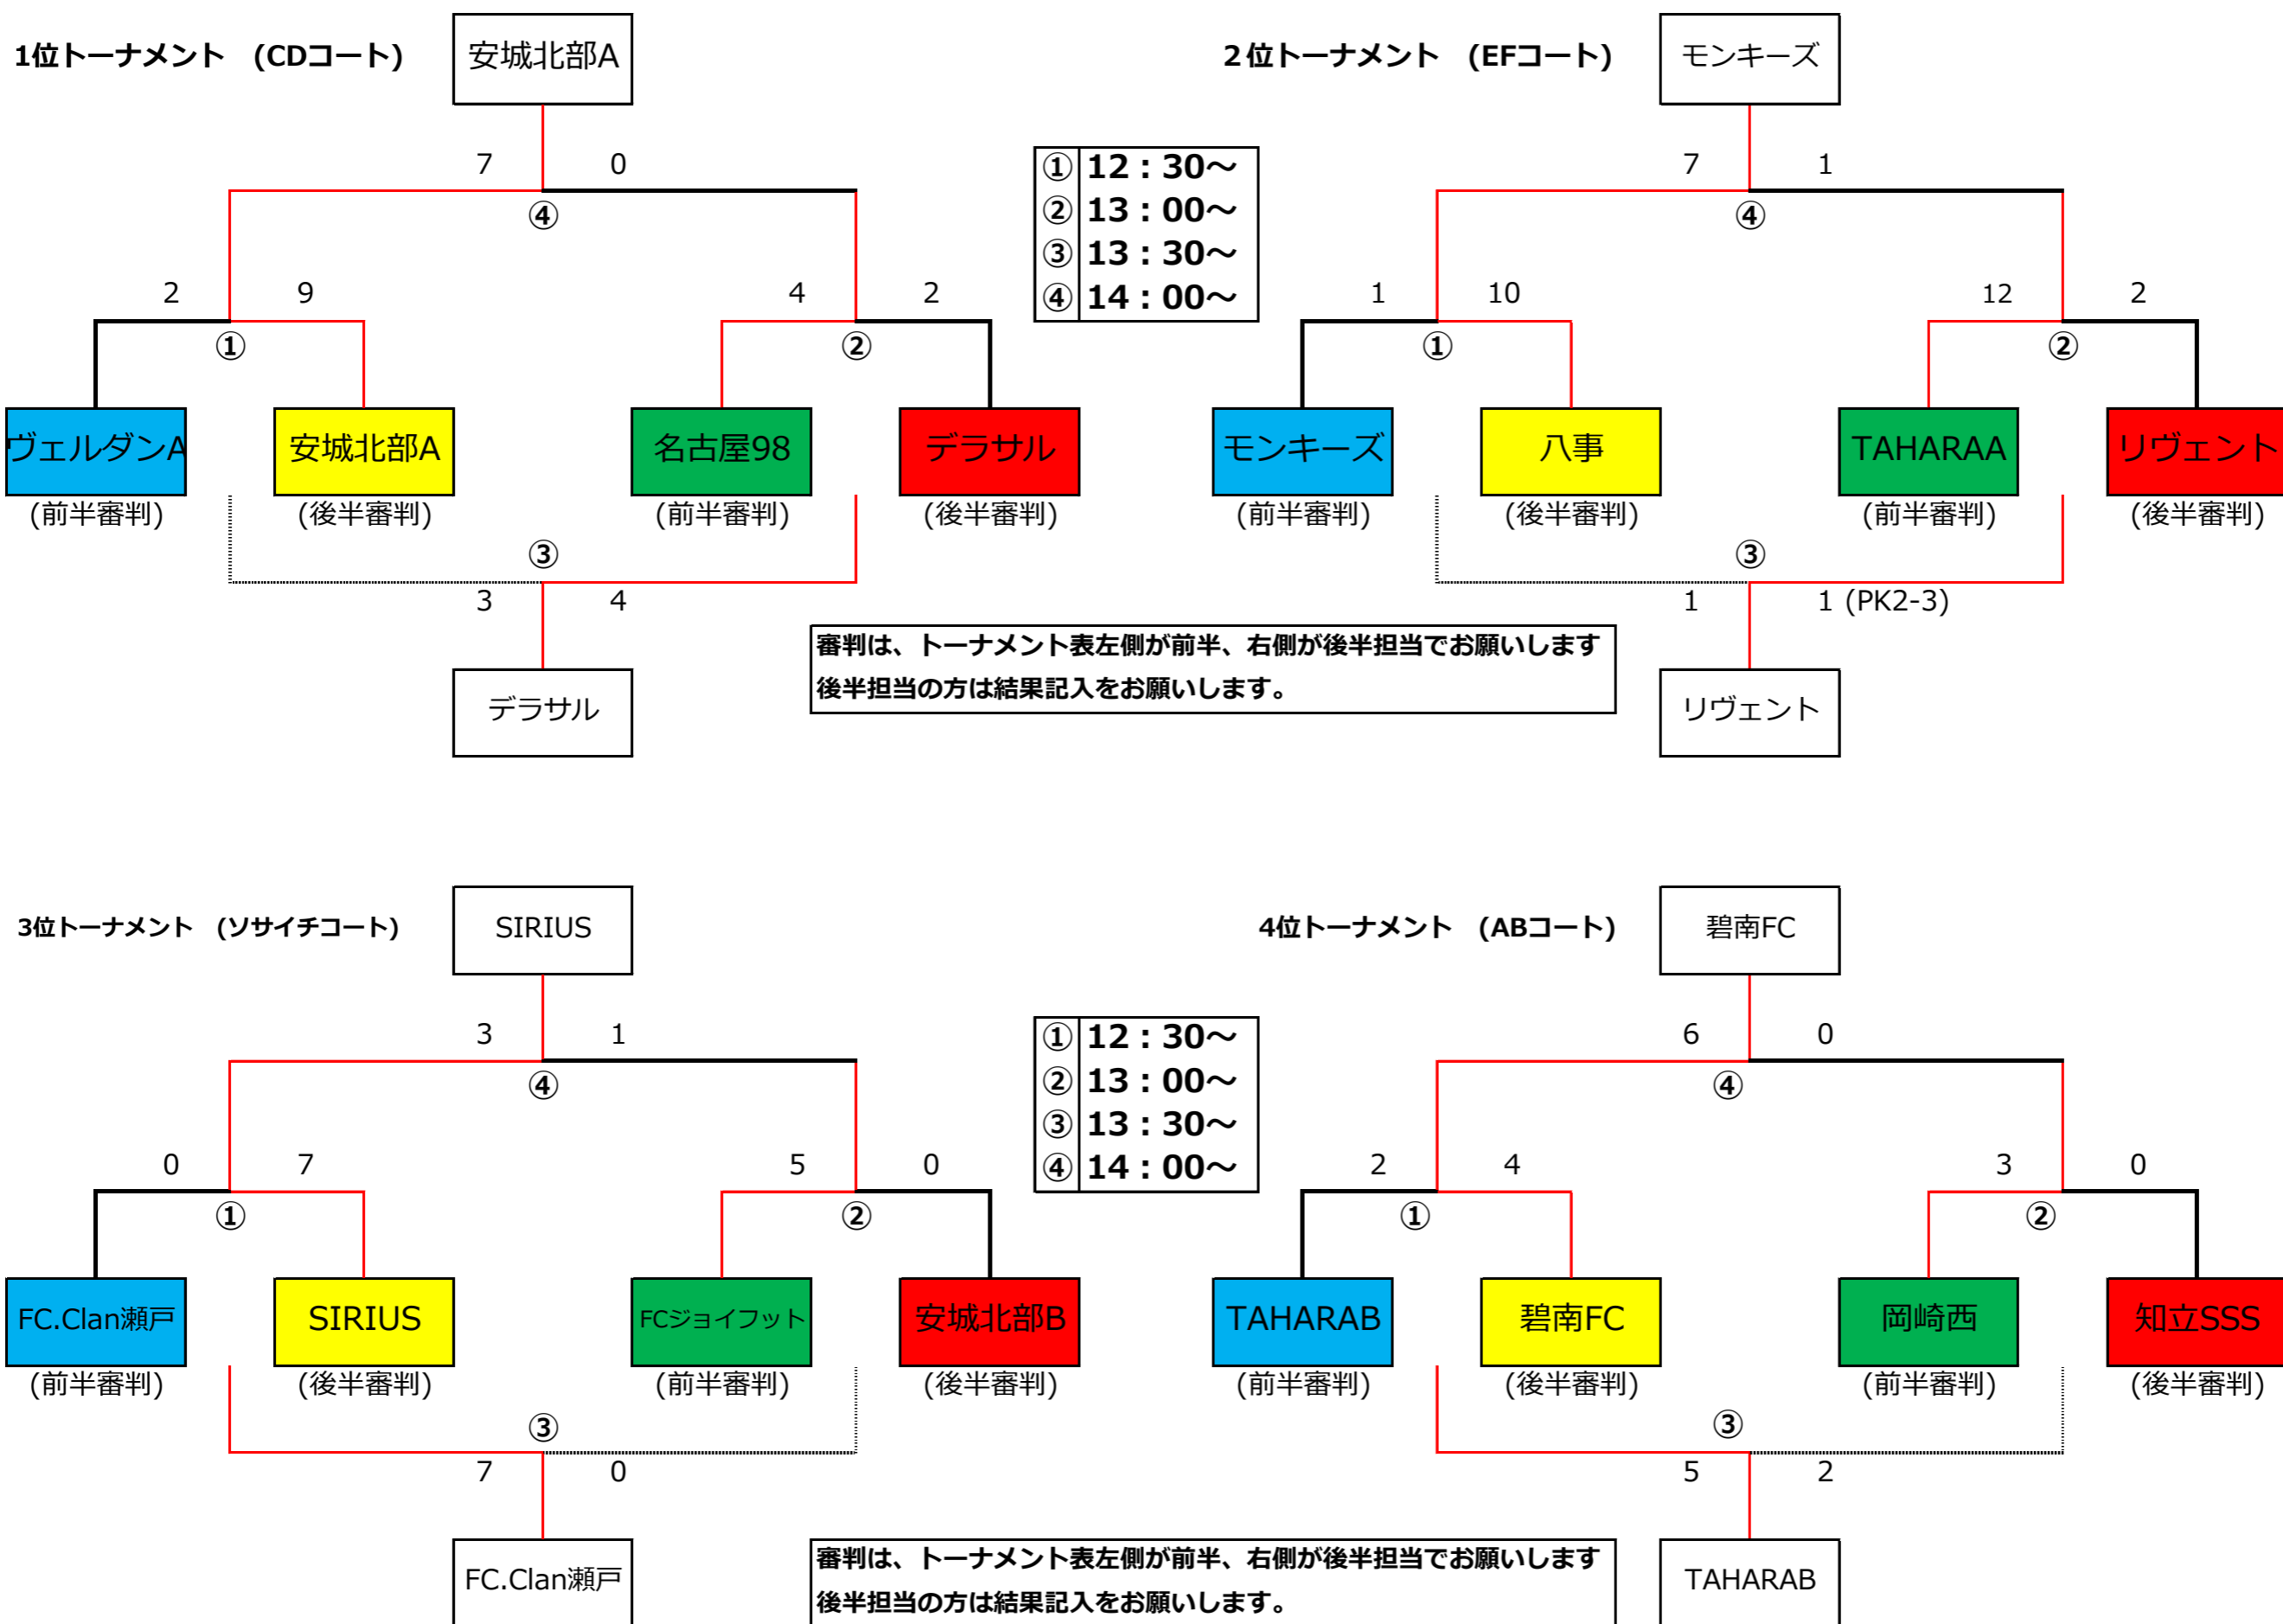 1位トーナメント　(CDコート)
安城北部A
２位トーナメント　(EFコート)
モンキーズ
7 0
① 12：30～
② 13：00～
③ 13：30～
④ 14：00～
7 1
④
④
2 9
4 2
1 10
12 2
①
②
①
②
ヴェルダンA
安城北部A
名古屋98
デラサル
モンキーズ
八事
TAHARAA
リヴェント
(前半審判)
(後半審判)
(前半審判)
(後半審判)
(前半審判)
(後半審判)
(前半審判)
(後半審判)
③
③
3 4
1 1 (PK2-3)
審判は、トーナメント表左側が前半、右側が後半担当でお願いします
後半担当の方は結果記入をお願いします。
デラサル
リヴェント
3位トーナメント　(ソサイチコート)
SIRIUS
4位トーナメント　(ABコート)
碧南FC
3 1
① 12：30～
② 13：00～
③ 13：30～
④ 14：00～
6 0
④
④
0 7
5 0
2 4
3 0
①
②
①
②
FC.Clan瀬戸
SIRIUS
FCジョイフット
安城北部B
TAHARAB
碧南FC
岡崎西
知立SSS
(前半審判)
(後半審判)
(前半審判)
(後半審判)
(前半審判)
(後半審判)
(前半審判)
(後半審判)
③
③
7 0
5 2
FC.Clan瀬戸
審判は、トーナメント表左側が前半、右側が後半担当でお願いします
後半担当の方は結果記入をお願いします。
TAHARAB